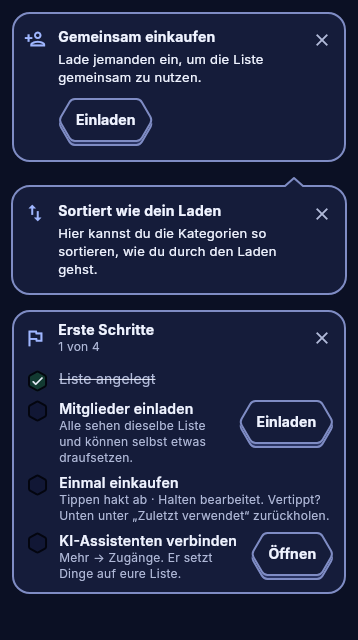 Gemeinsam einkaufen
Lade jemanden ein, um die Liste
gemeinsam zu nutzen.
Einladen
Sortiert wie dein Laden
Hier kannst du die Kategorien so
sortieren, wie du durch den Laden
gehst.
Erste Schritte
1 von 4
Liste angelegt
Mitglieder einladen
Alle sehen dieselbe Liste
und können selbst etwas
draufsetzen.
Einladen
Einmal einkaufen
Tippen hakt ab · Halten bearbeitet. Vertippt?
Unten unter „Zuletzt verwendet“ zurückholen.
KI-Assistenten verbinden
Mehr → Zugänge. Er setzt
Dinge auf eure Liste.
Öffnen